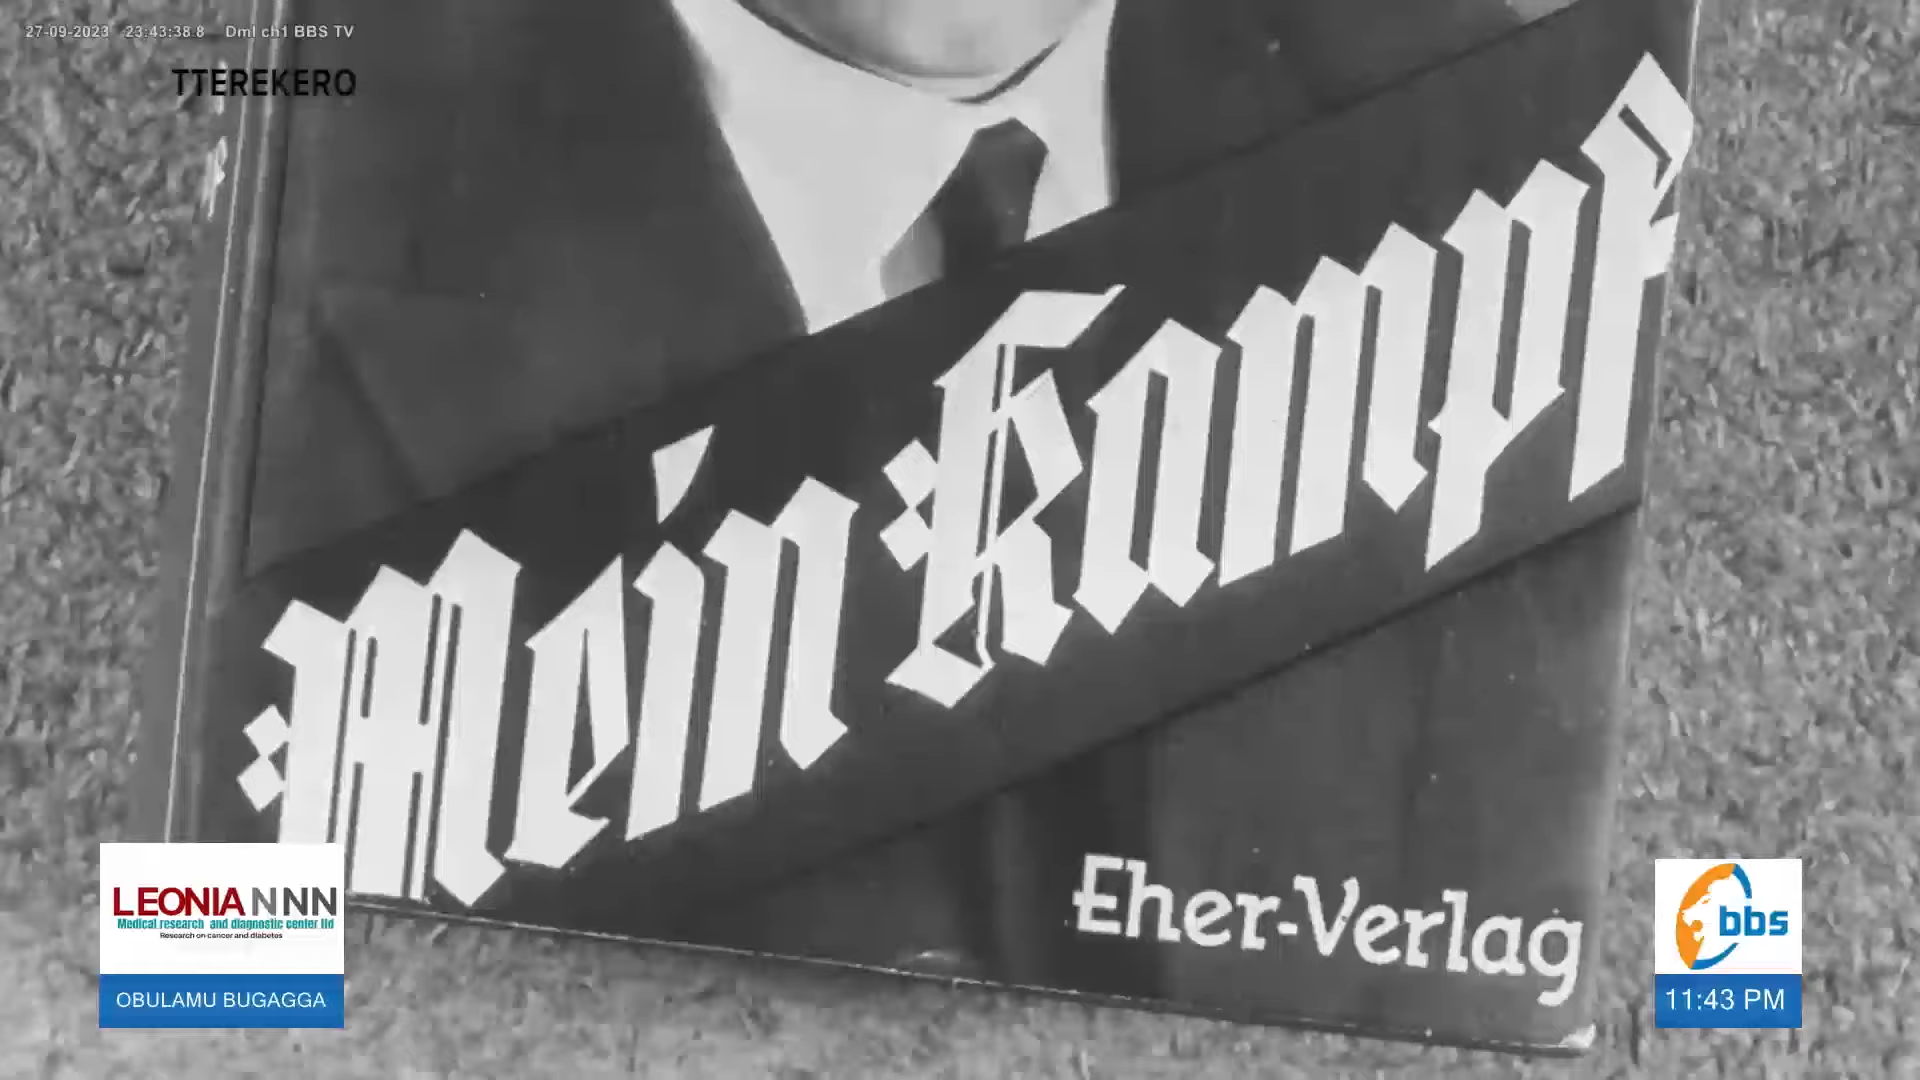 27-09-2023 23:43:38.8 Dml ch1 BBS TV
TTEREKERO
Mein Kampf
Eher-Verlag
LEONIA NNN
Medical research and diagnostic center ltd
Research on cancer and diabetes
OBULAMU BUGAGGA
bbs
11:43 PM